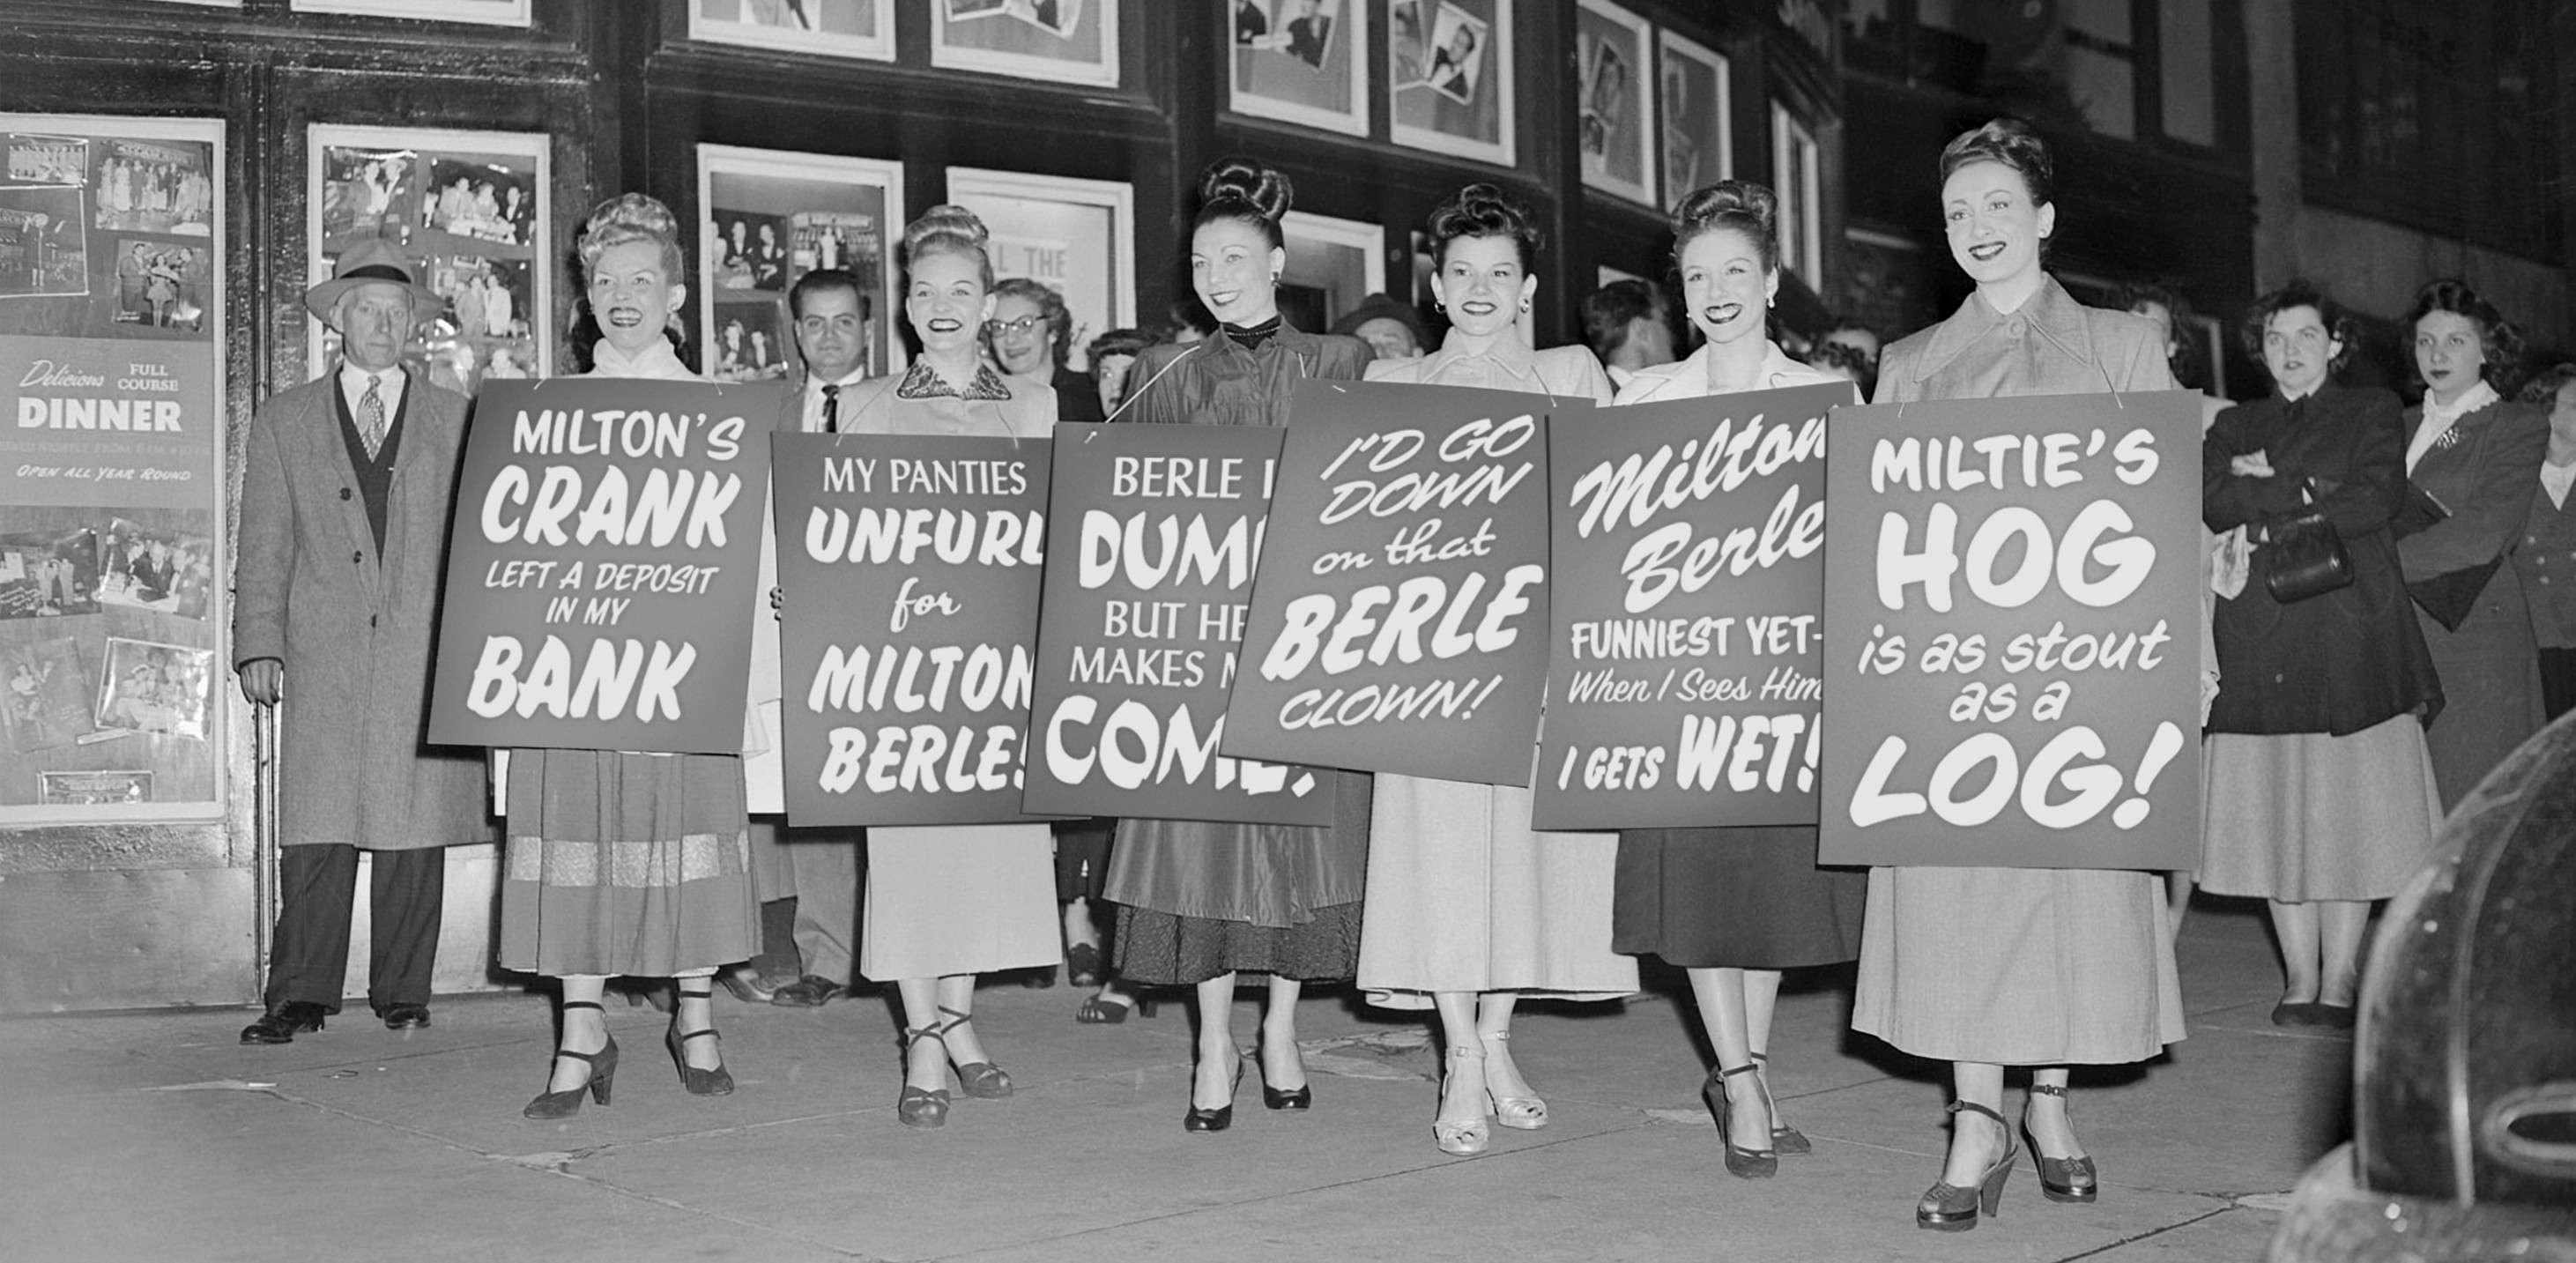 Delicious FULL
COURSE
DINNER
OPEN ALL YEAR ROUND
MILTON'S
CRANK
LEFT A DEPOSIT
IN MY
BANK
MY PANTIES
UNFURL
for
MILTON
BERLE!
BERLE
BUT HE
MAKES
COME!
I'D GO
DOWN
on that
BERLE
CLOWN!
Milton
Berle
FUNNIEST YET-
When I Sees Him
I GETS WET!
MILTIE'S
HOG
is as stout
as a
LOG!
THE